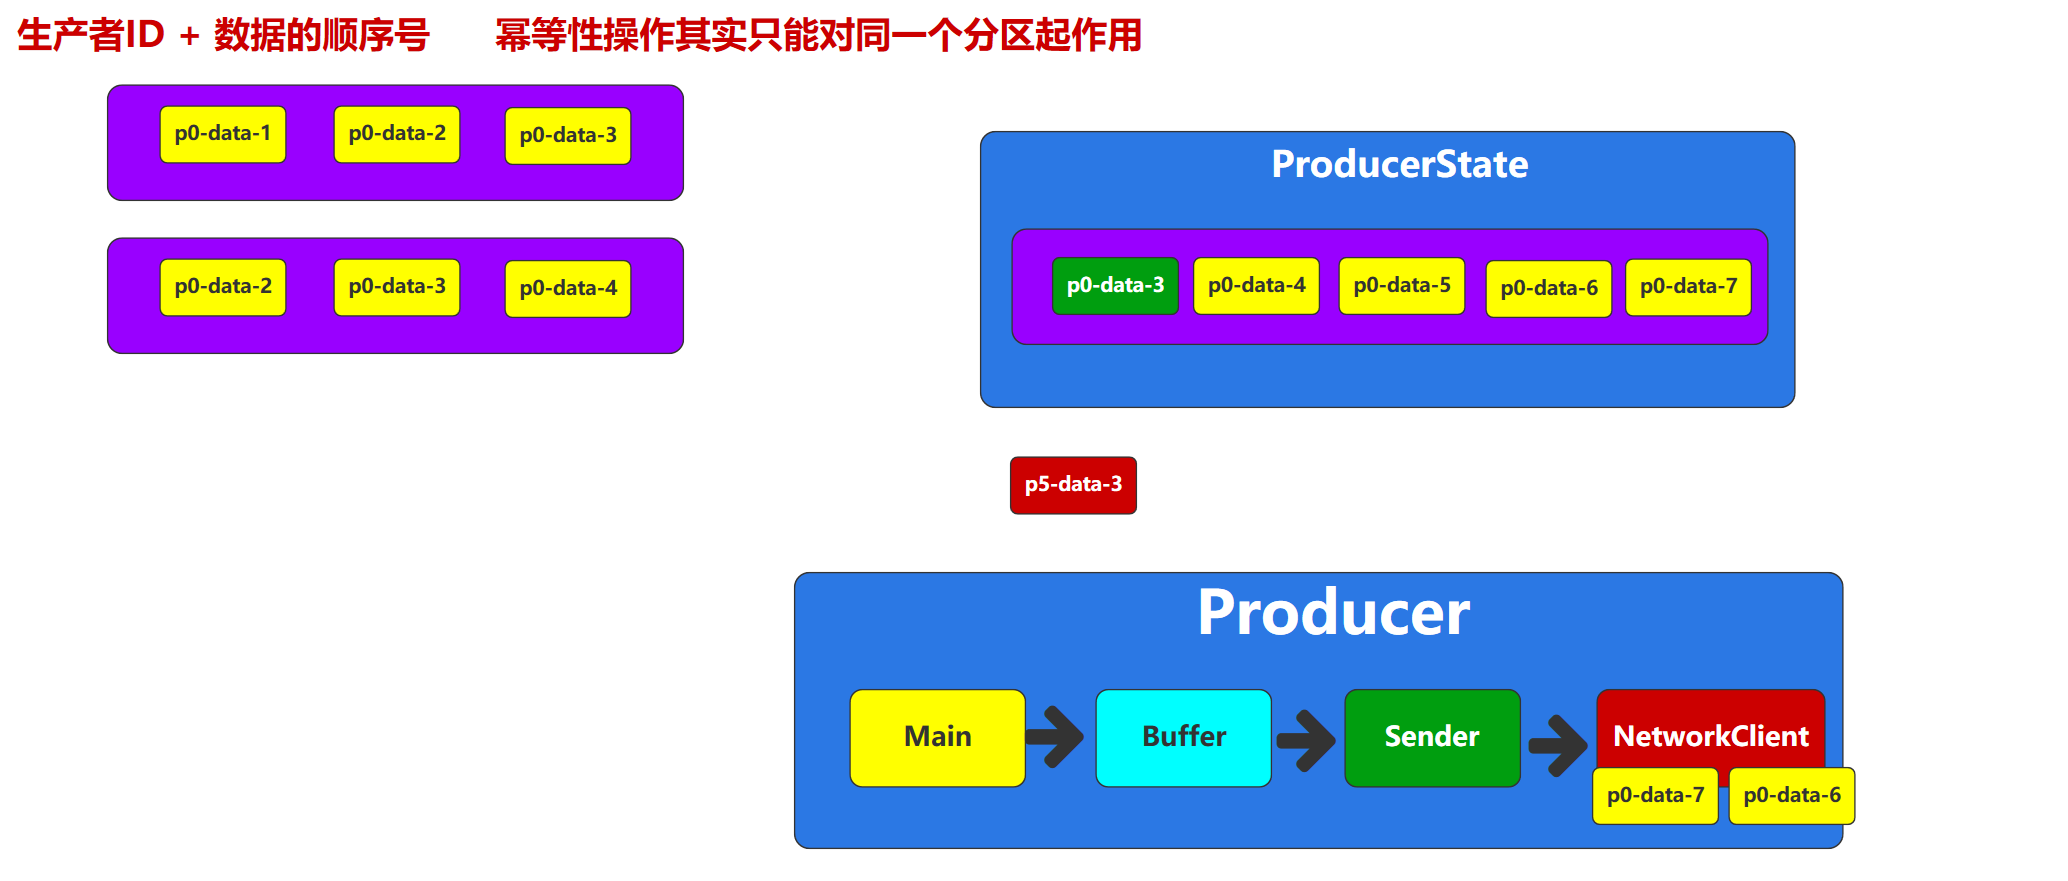 生产者ID + 数据的顺序号 幂等性操作其实只能对同一个分区起作用
p0-data-1 p0-data-2 p0-data-3
p0-data-2 p0-data-3 p0-data-4
ProducerState
p0-data-3 p0-data-4 p0-data-5 p0-data-6 p0-data-7
p5-data-3
Producer
Main Buffer Sender NetworkClient
p0-data-7 p0-data-6